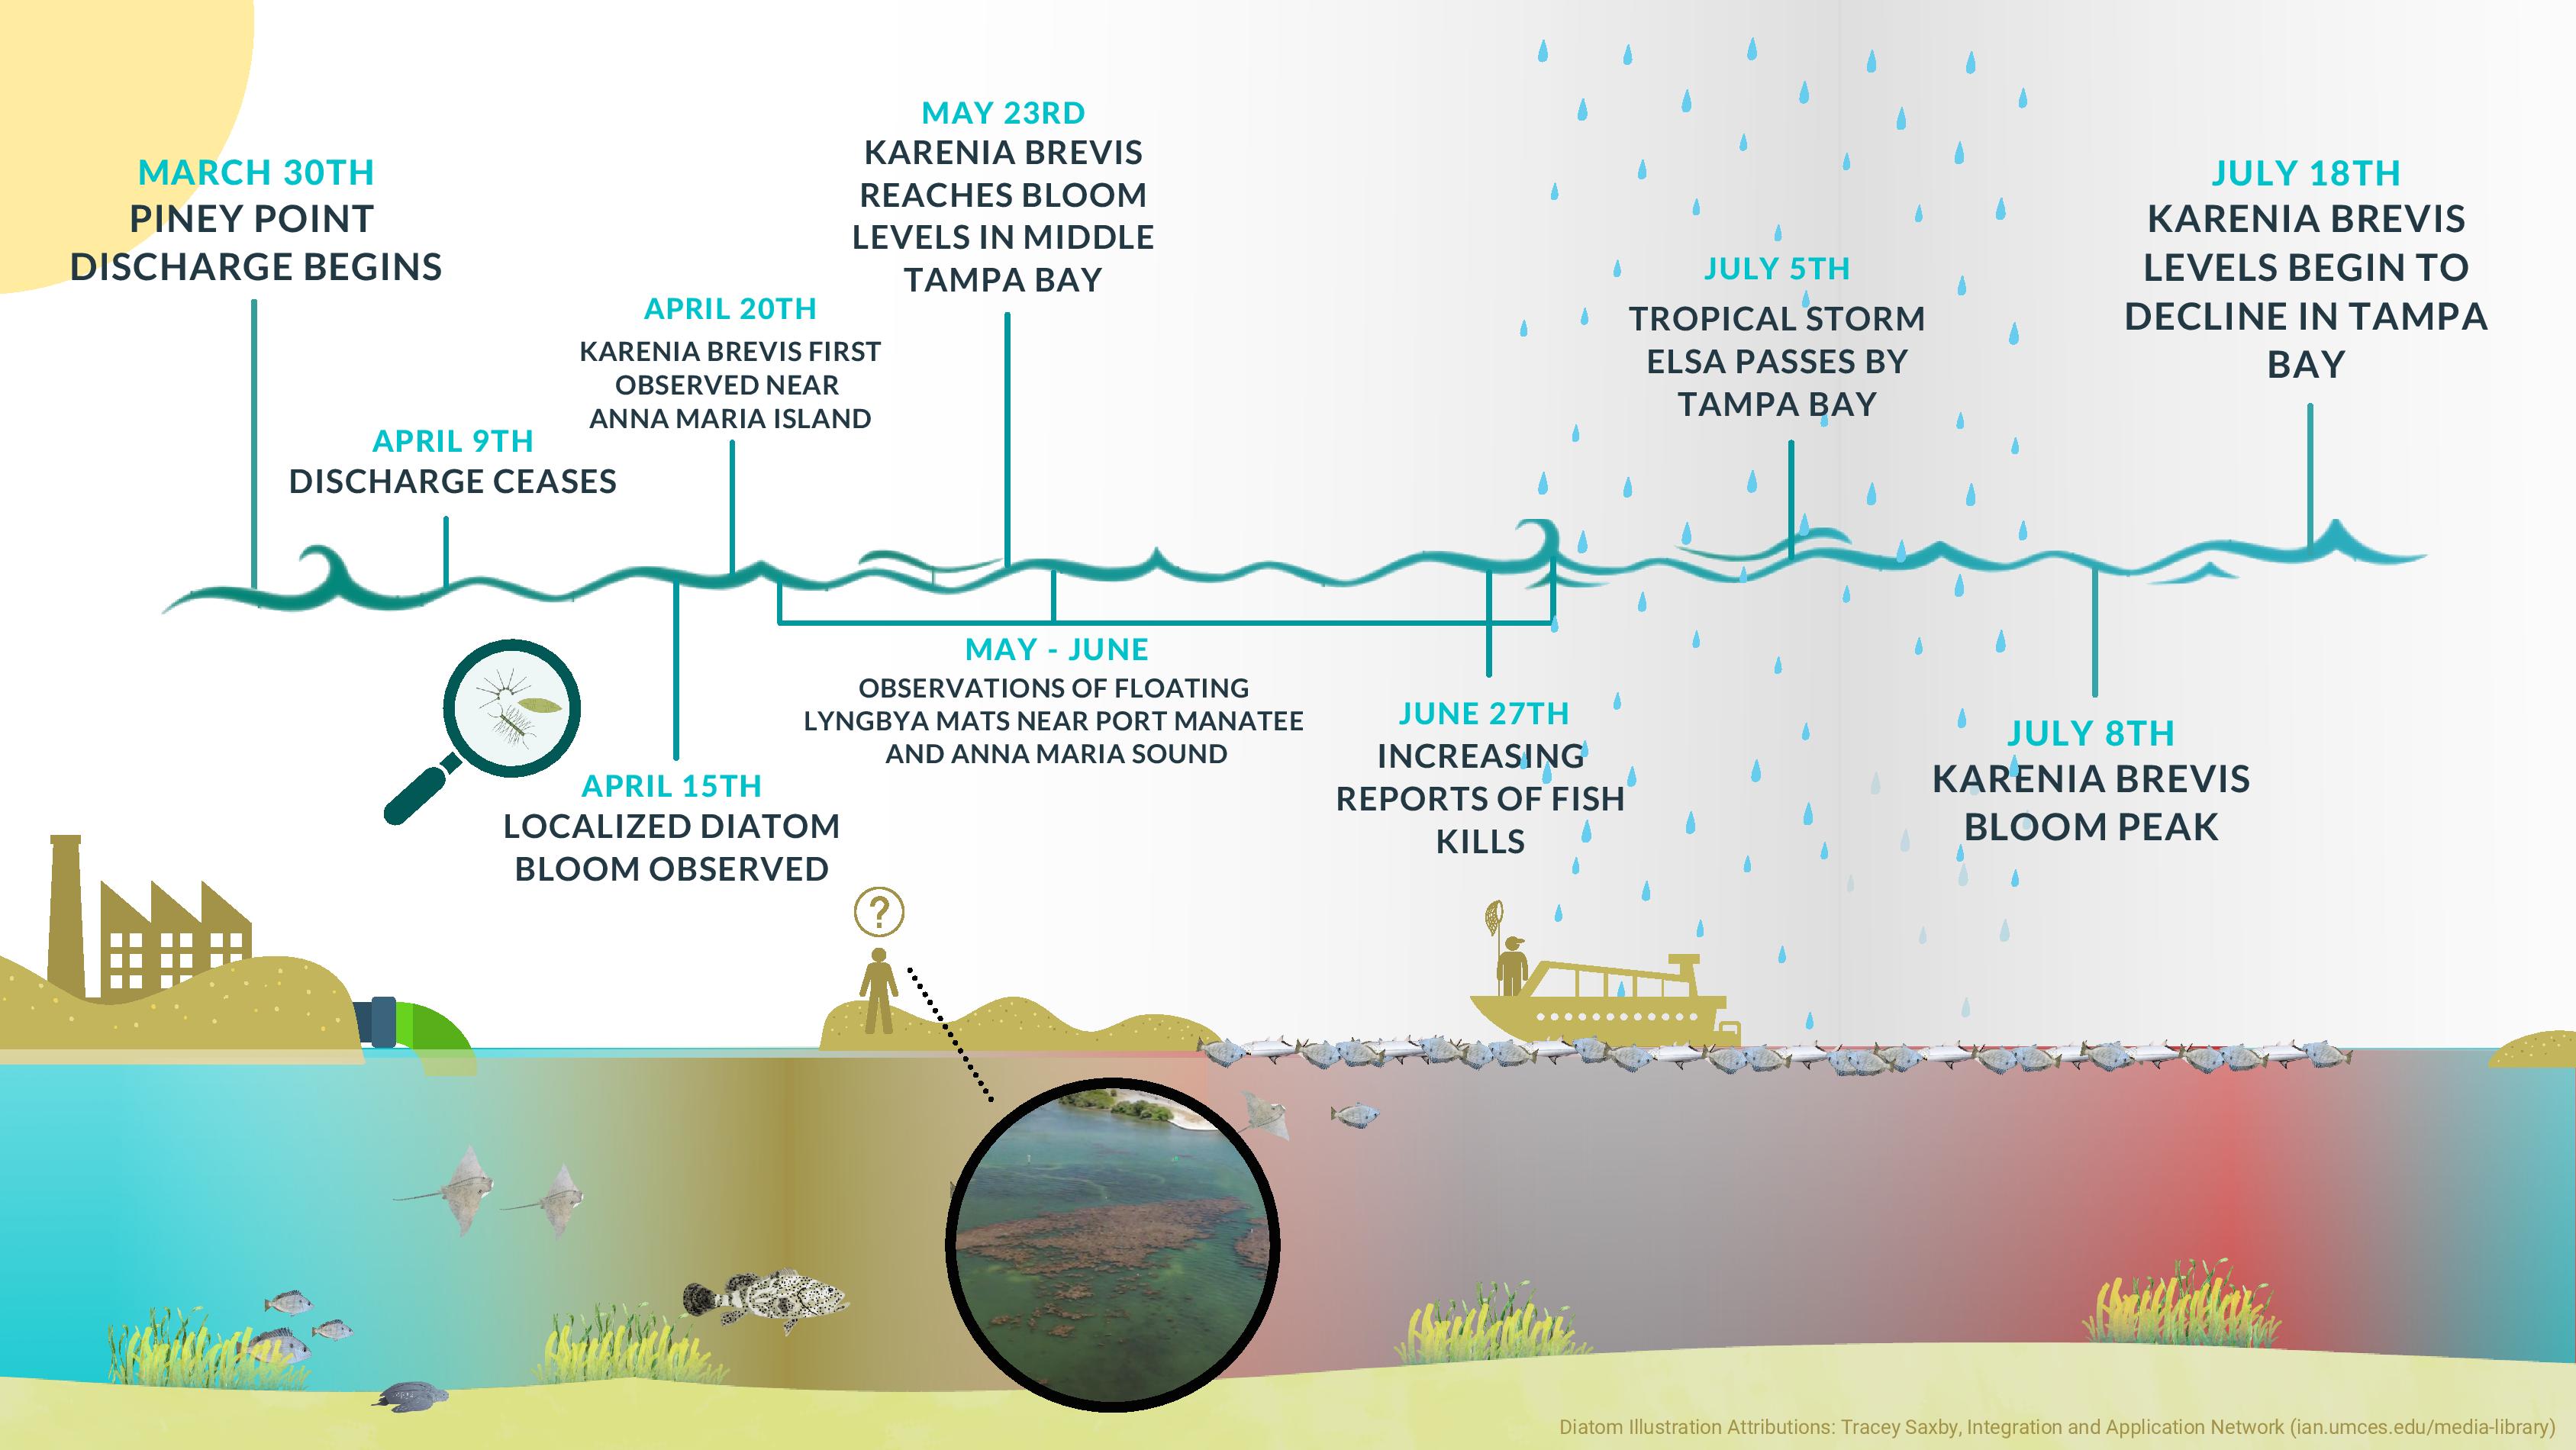 MARCH 30TH
PINEY POINT
DISCHARGE BEGINS
APRIL 9TH
DISCHARGE CEASES
APRIL 15TH
LOCALIZED DIATOM
BLOOM OBSERVED
APRIL 20TH
KARENIA BREVIS FIRST
OBSERVED NEAR
ANNA MARIA ISLAND
MAY 23RD
KARENIA BREVIS
REACHES BLOOM
LEVELS IN MIDDLE
TAMPA BAY
MAY - JUNE
OBSERVATIONS OF FLOATING
LYNGBYA MATS NEAR PORT MANATEE
AND ANNA MARIA SOUND
JUNE 27TH
INCREASING
REPORTS OF FISH
KILLS
JULY 5TH
TROPICAL STORM
ELSA PASSES BY
TAMPA BAY
JULY 8TH
KARENIA BREVIS
BLOOM PEAK
JULY 18TH
KARENIA BREVIS
LEVELS BEGIN TO
DECLINE IN TAMPA
BAY
?
Diatom Illustration Attributions: Tracey Saxby, Integration and Application Network (ian.umces.edu/media-library)